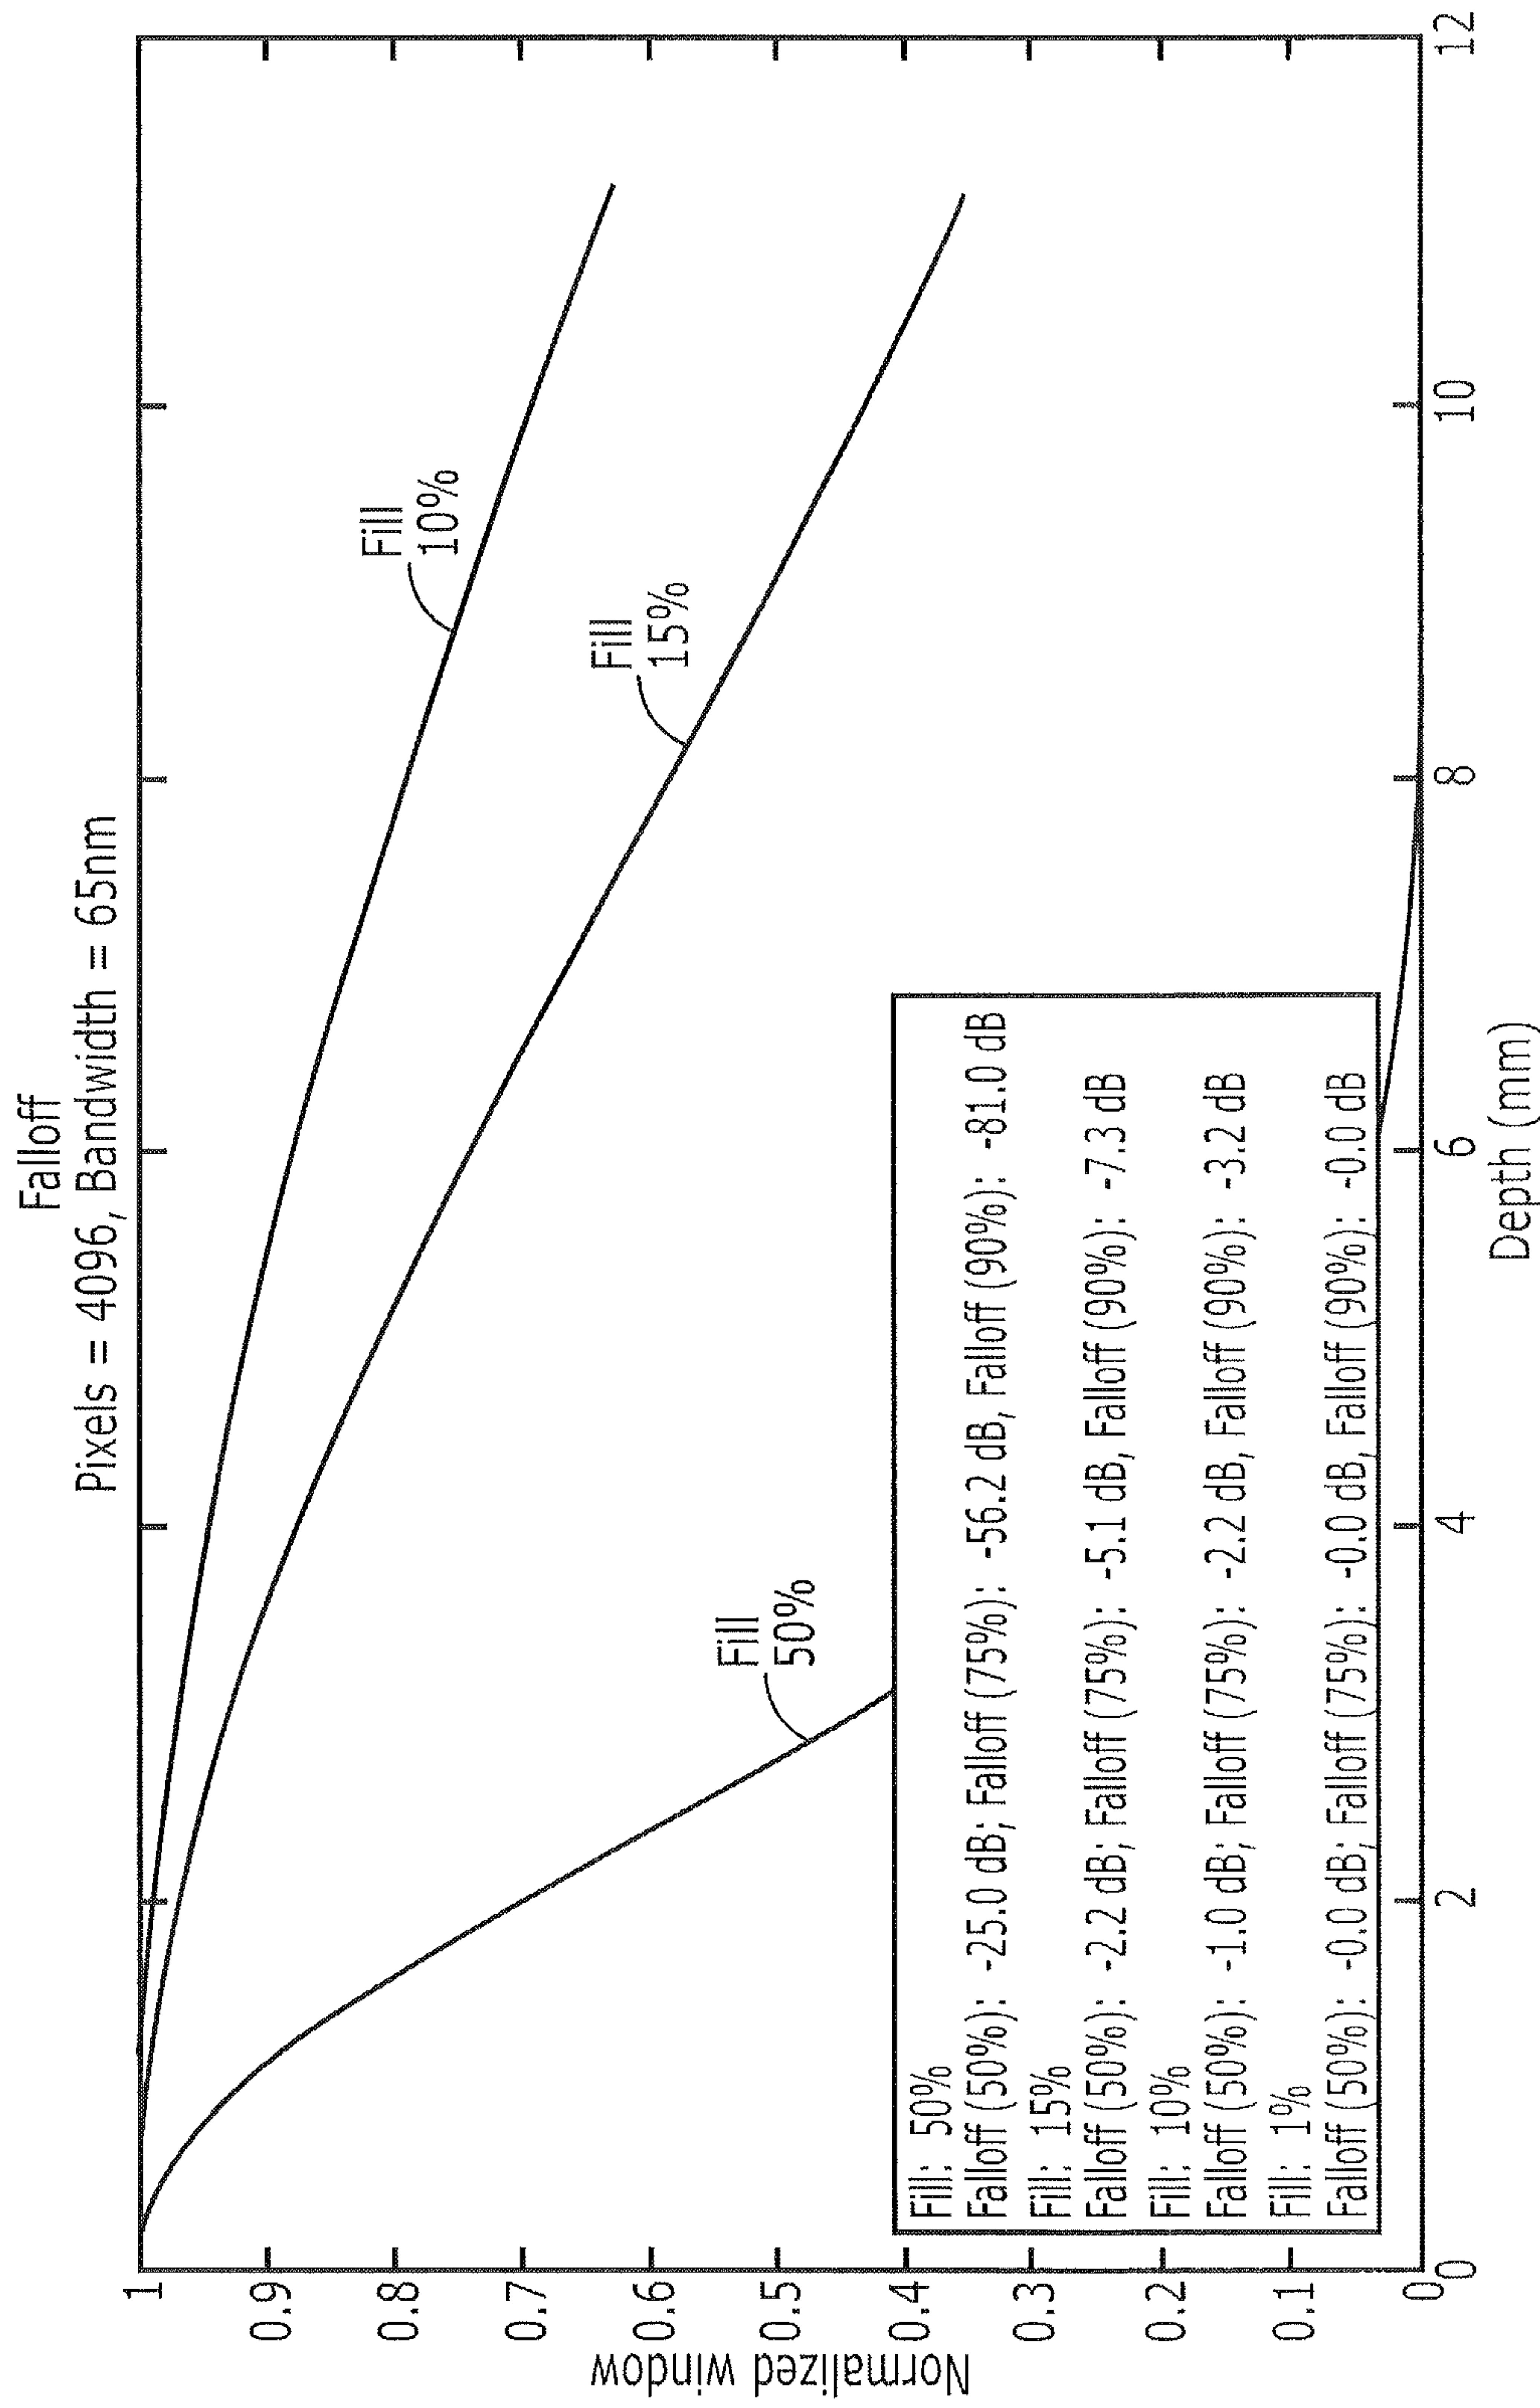 Falloff
Pixels = 4096, Bandwidth = 65nm
Normalized window
1
0.9
0.8
0.7
0.6
0.5
0.4
0.3
0.2
0.1
0
Fill
10%
Fill
15%
Fill
50%
Fill: 50%
Falloff (50%): -25.0 dB; Falloff (75%): -56.2 dB, Falloff (90%): -81.0 dB
Fill: 15%
Falloff (50%): -2.2 dB; Falloff (75%): -5.1 dB, Falloff (90%): -7.3 dB
Fill: 10%
Falloff (50%): -1.0 dB; Falloff (75%): -2.2 dB, Falloff (90%): -3.2 dB
Fill: 1%
Falloff (50%): -0.0 dB; Falloff (75%): -0.0 dB, Falloff (90%): -0.0 dB
0 2 4 6 8 10 12
Depth (mm)